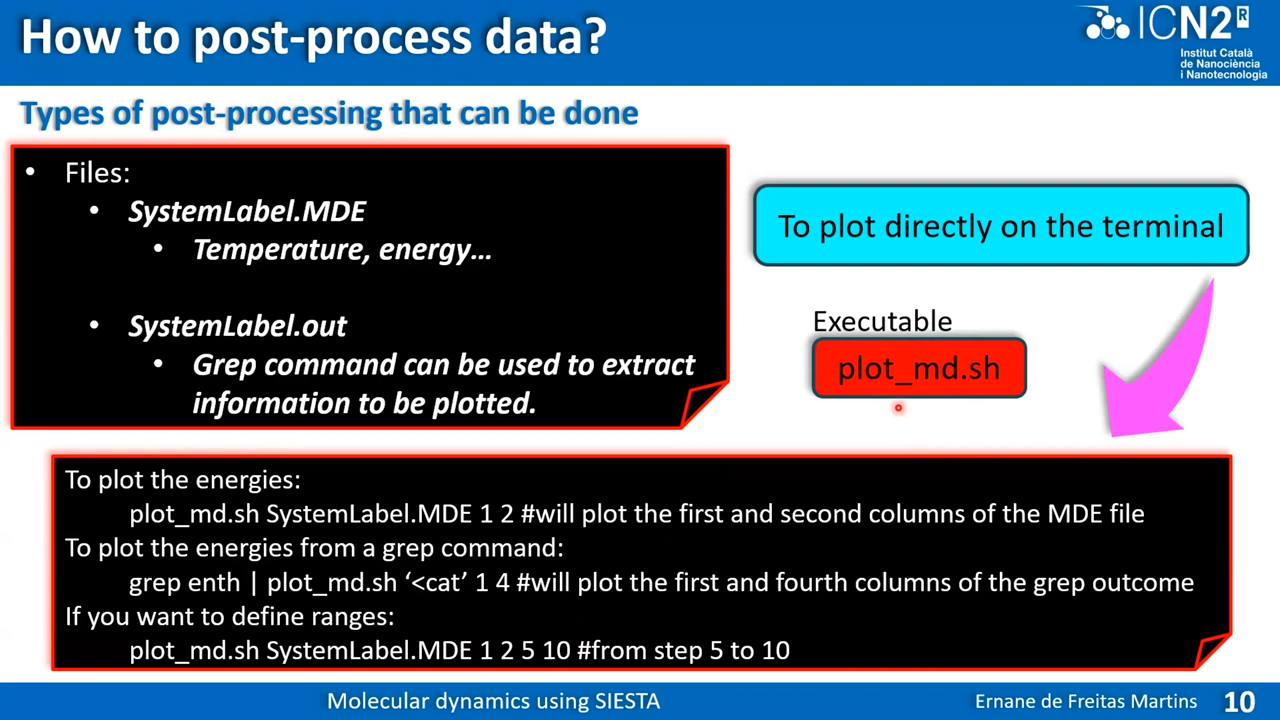 How to post-process data?
ICN2 R
Institut Català
de Nanociència
i Nanotecnologia
Types of post-processing that can be done
• Files:
• SystemLabel.MDE
• Temperature, energy...
• SystemLabel.out
• Grep command can be used to extract
information to be plotted.
To plot directly on the terminal
Executable
plot_md.sh
To plot the energies:
plot_md.sh SystemLabel.MDE 1 2 #will plot the first and second columns of the MDE file
To plot the energies from a grep command:
grep enth | plot_md.sh ‘<cat’ 1 4 #will plot the first and fourth columns of the grep outcome
If you want to define ranges:
plot_md.sh SystemLabel.MDE 1 2 5 10 #from step 5 to 10
Molecular dynamics using SIESTA
Ernane de Freitas Martins 10